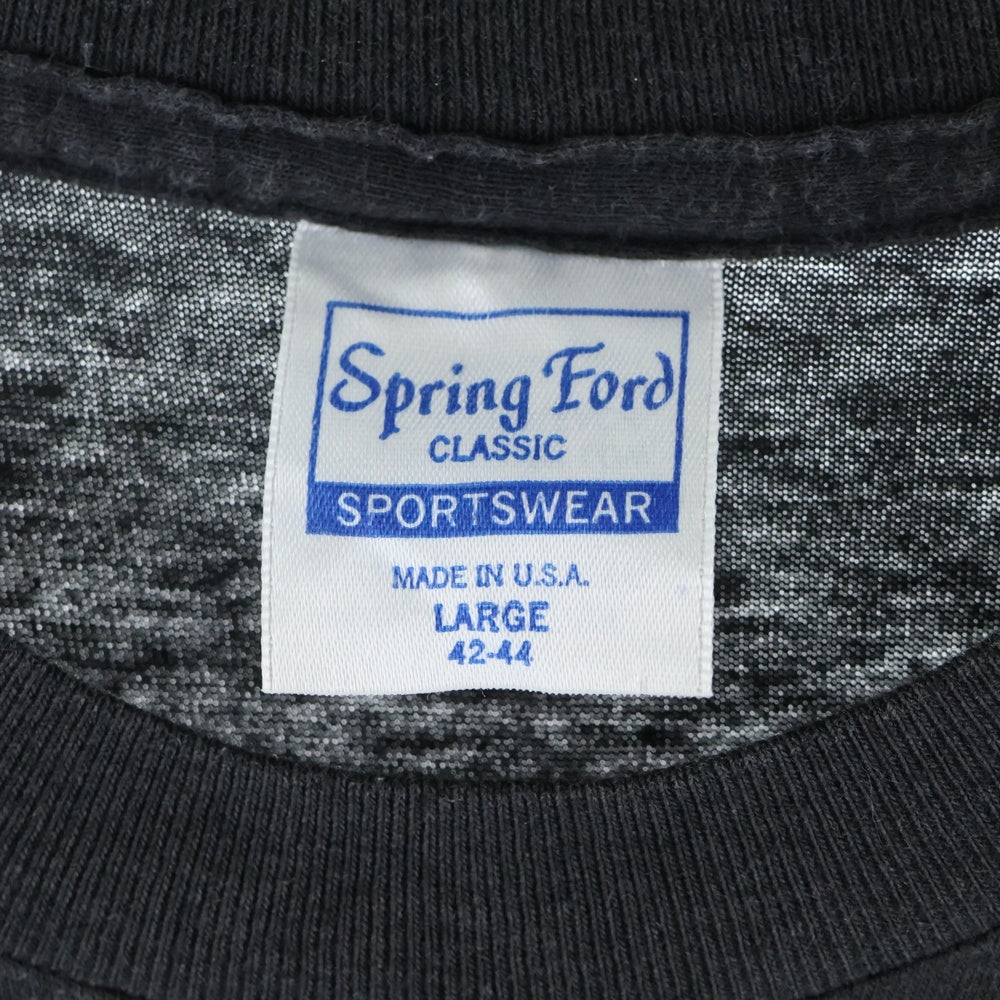 Spring Ford
CLASSIC
SPORTSWEAR
MADE IN U.S.A.
LARGE
42-44